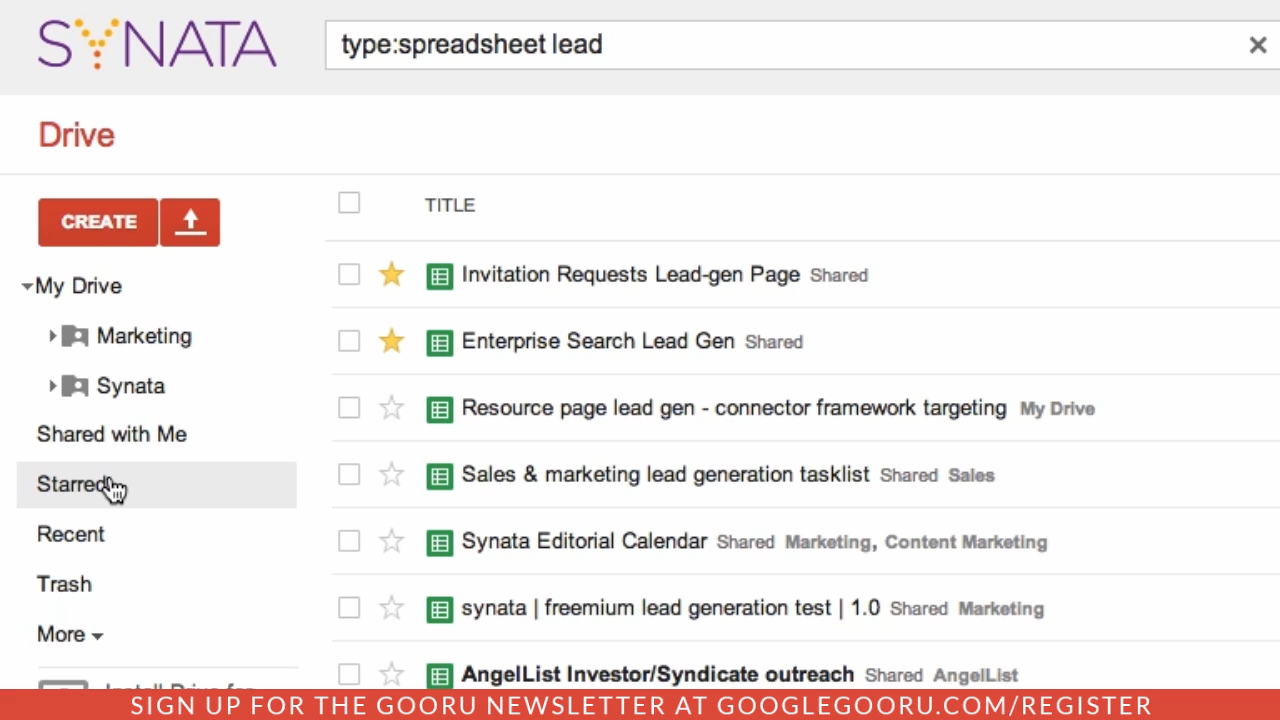 SYNATA
type:spreadsheet lead
Drive
CREATE
My Drive
Marketing
Synata
Shared with Me
Starred
Recent
Trash
More
Install Drive for
TITLE
Invitation Requests Lead-gen Page Shared
Enterprise Search Lead Gen Shared
Resource page lead gen - connector framework targeting My Drive
Sales & marketing lead generation tasklist Shared Sales
Synata Editorial Calendar Shared Marketing, Content Marketing
synata | freemium lead generation test | 1.0 Shared Marketing
AngelList Investor/Syndicate outreach Shared AngelList
SIGN UP FOR THE GOORU NEWSLETTER AT GOOGLEGOORU.COM/REGISTER